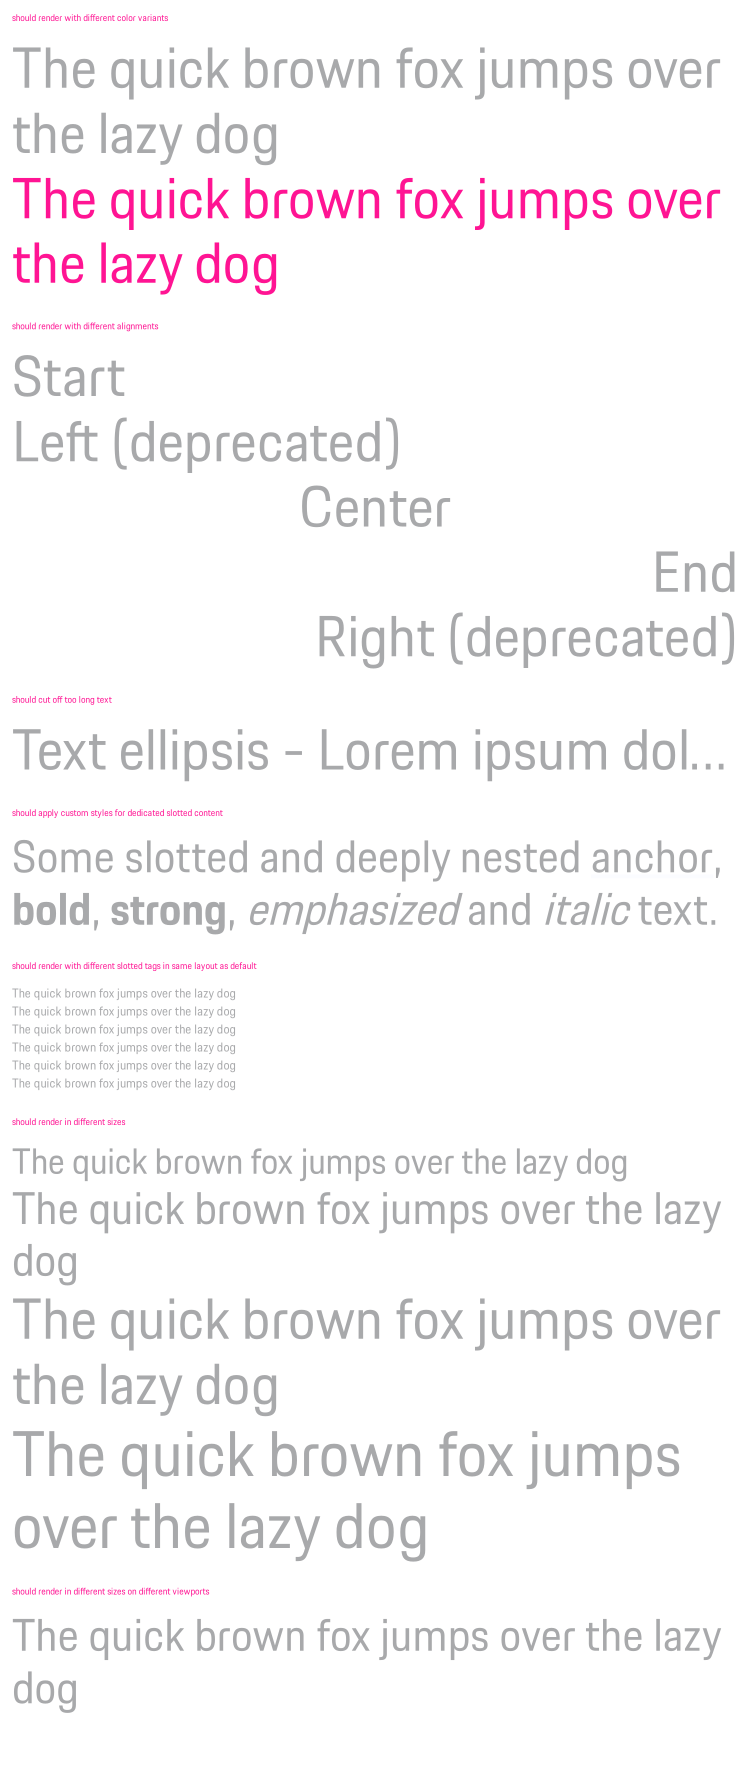 should render with different color variants
The quick brown fox jumps over
the lazy dog
The quick brown fox jumps over
the lazy dog
should render with different alignments
Start
Left (deprecated)
Center
End
Right (deprecated)
should cut off too long text
Text ellipsis - Lorem ipsum dol...
should apply custom styles for dedicated slotted content
Some slotted and deeply nested anchor,
bold, strong, emphasized and italic text.
should render with different slotted tags in same layout as default
The quick brown fox jumps over the lazy dog
The quick brown fox jumps over the lazy dog
The quick brown fox jumps over the lazy dog
The quick brown fox jumps over the lazy dog
The quick brown fox jumps over the lazy dog
The quick brown fox jumps over the lazy dog
should render in different sizes
The quick brown fox jumps over the lazy dog
The quick brown fox jumps over the lazy
dog
The quick brown fox jumps over
the lazy dog
The quick brown fox jumps
over the lazy dog
should render in different sizes on different viewports
The quick brown fox jumps over the lazy
dog